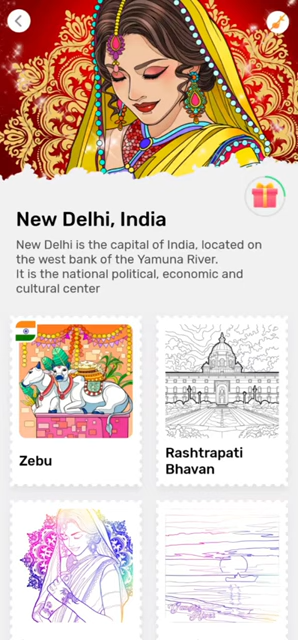 New Delhi, India
New Delhi is the capital of India, located on
the west bank of the Yamuna River.
It is the national political, economic and
cultural center
Zebu
Rashtrapati
Bhavan